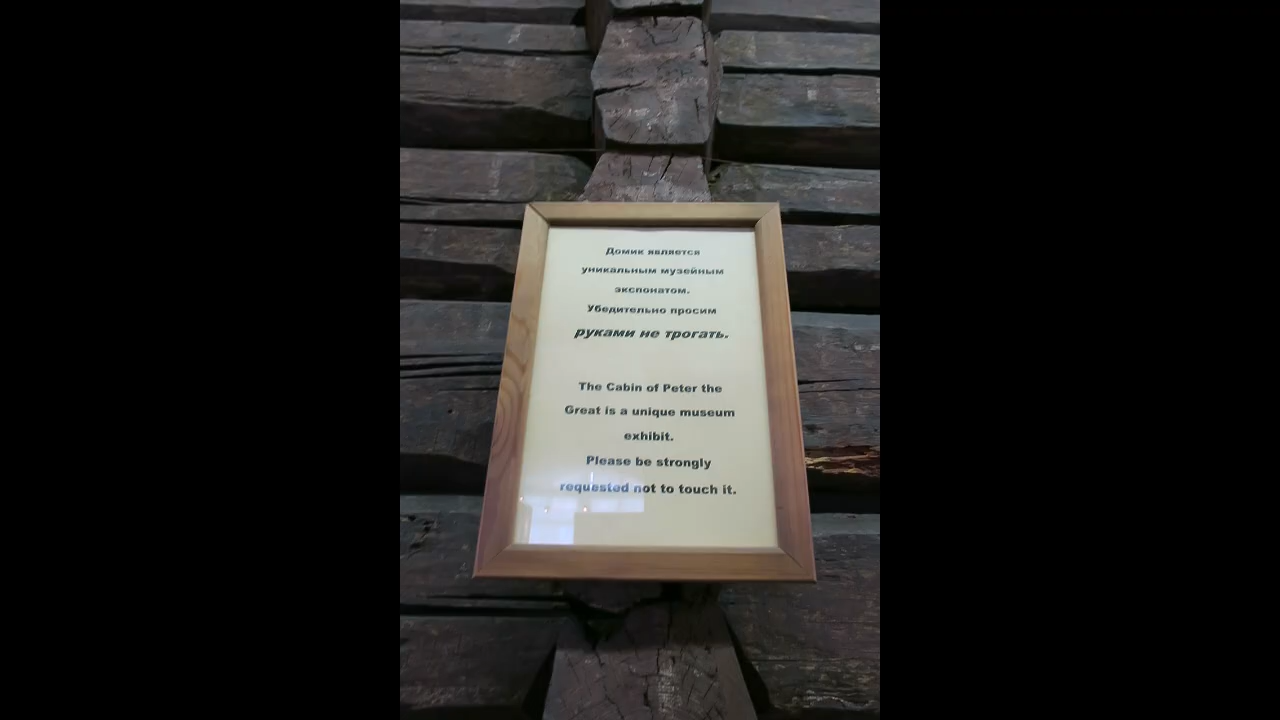 Домик является
уникальным музейным
экспонатом.
Убедительно просим
руками не трогать.
The Cabin of Peter the
Great is a unique museum
exhibit.
Please be strongly
requested not to touch it.